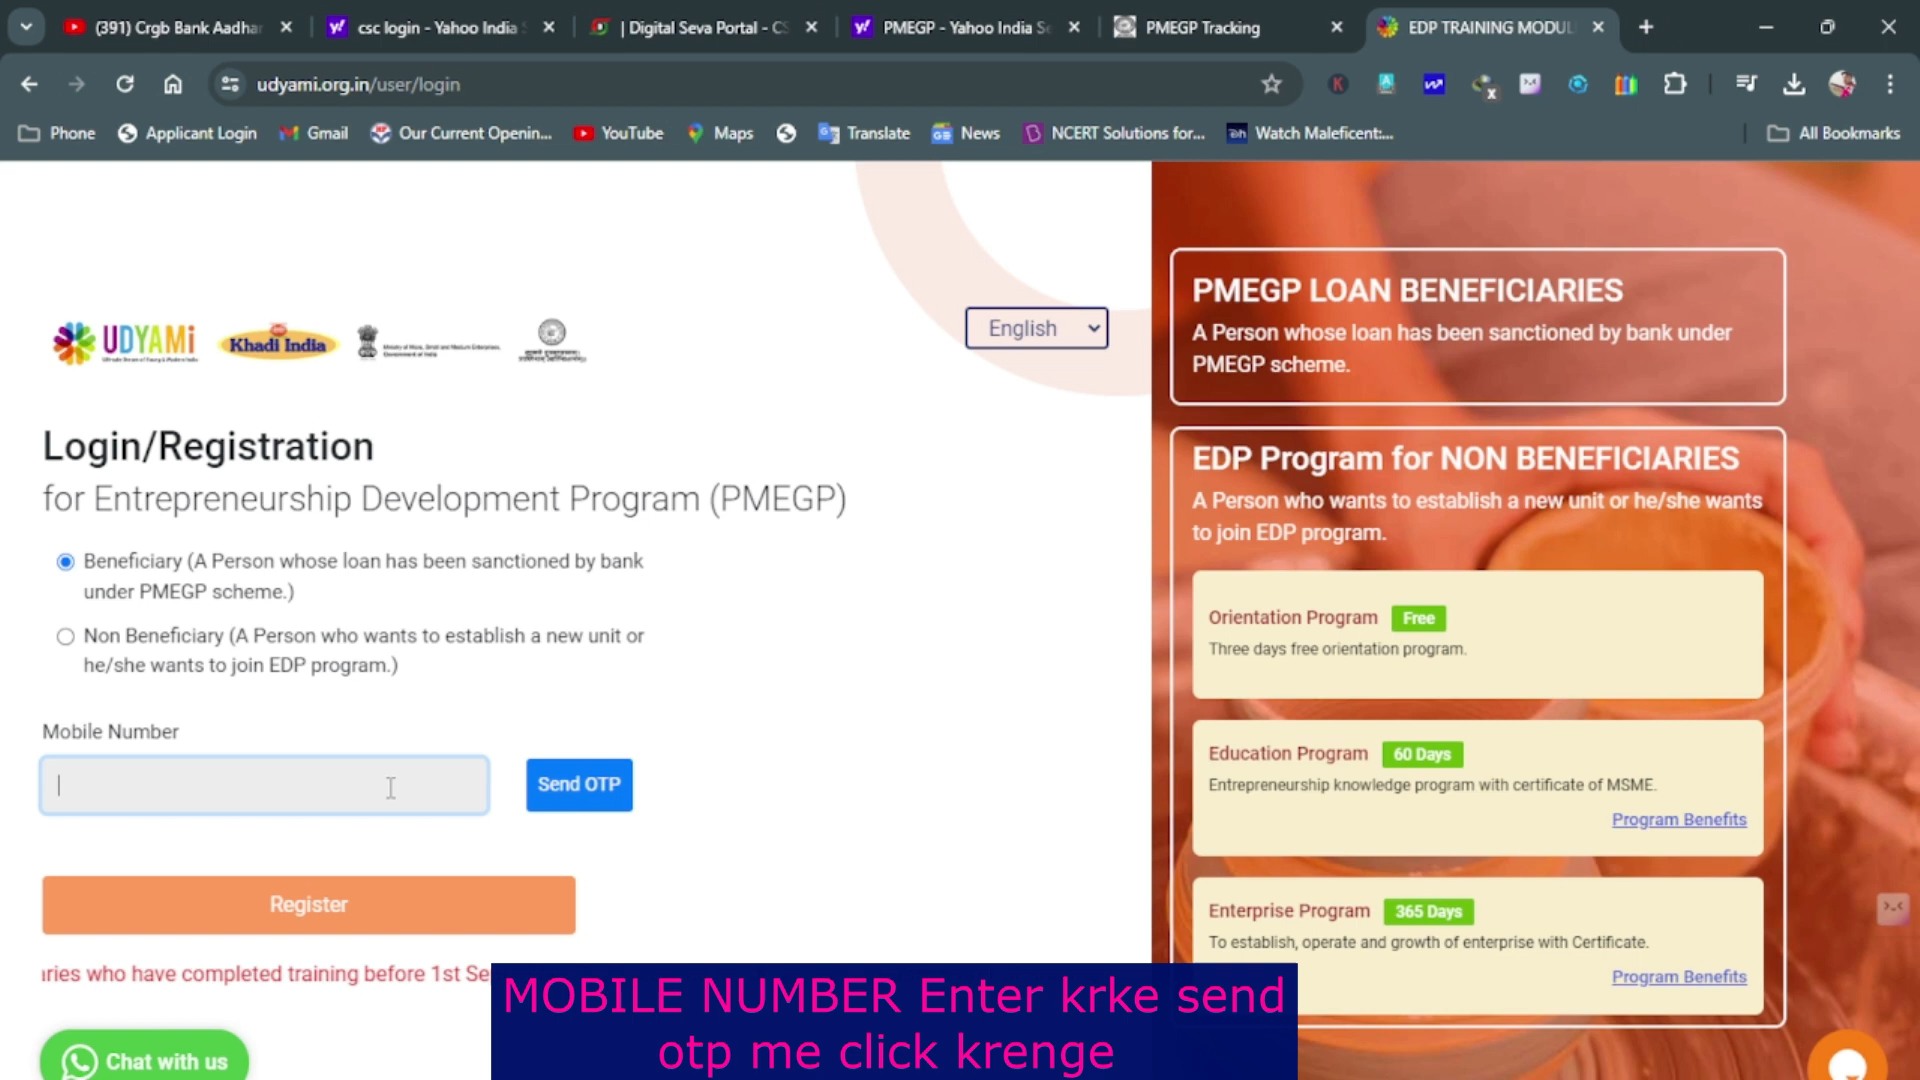 (391) Crgb Bank Aadha
csc login - Yahoo India
| Digital Seva Portal - CS
PMEGP - Yahoo India Se
PMEGP Tracking
EDP TRAINING MODUL
udyami.org.in/user/login
Phone
Applicant Login
Gmail
Our Current Openin...
YouTube
Maps
Translate
News
NCERT Solutions for...
Watch Maleficent:...
All Bookmarks
UDYAMi
Khadi India
English
Login/Registration
for Entrepreneurship Development Program (PMEGP)
Beneficiary (A Person whose loan has been sanctioned by bank
under PMEGP scheme.)
Non Beneficiary (A Person who wants to establish a new unit or
he/she wants to join EDP program.)
Mobile Number
Send OTP
Register
aries who have completed training before 1st Se
Chat with us
PMEGP LOAN BENEFICIARIES
A Person whose loan has been sanctioned by bank under
PMEGP scheme.
EDP Program for NON BENEFICIARIES
A Person who wants to establish a new unit or he/she wants
to join EDP program.
Orientation Program Free
Three days free orientation program.
Education Program 60 Days
Entrepreneurship knowledge program with certificate of MSME.
Program Benefits
Enterprise Program 365 Days
To establish, operate and growth of enterprise with Certificate.
Program Benefits
MOBILE NUMBER Enter krke send
otp me click krenge